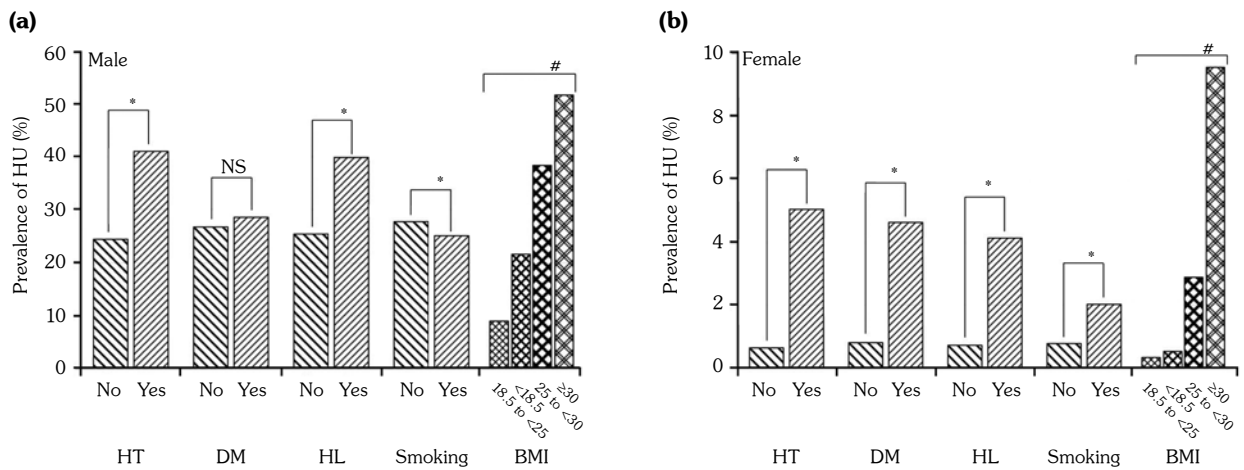 (a)
Male
Prevalence of HU (%)
60
50
40
30
20
10
0
*
NS
*
*
#
No Yes No Yes No Yes No Yes
18.5 to <25
<18.5
25 to <30
≥30
HT DM HL Smoking BMI
(b)
Female
Prevalence of HU (%)
10
8
6
4
2
0
*
*
*
*
#
No Yes No Yes No Yes No Yes
18.5 to <25
<18.5
25 to <30
≥30
HT DM HL Smoking BMI